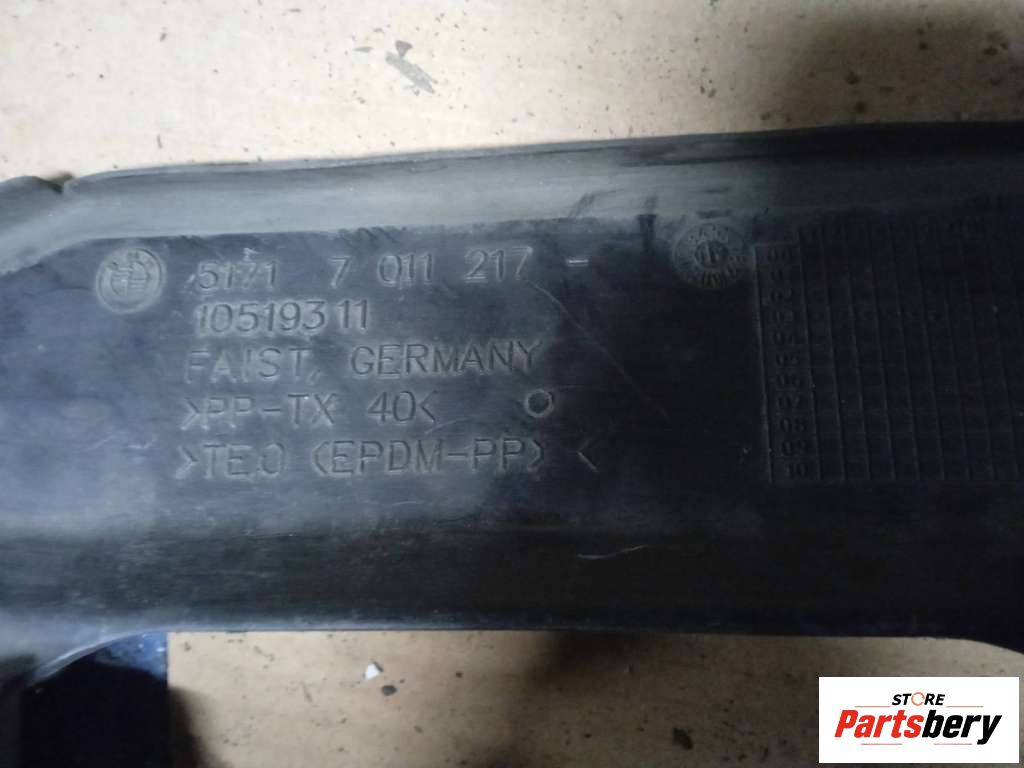 5171 7 011 217 -
10519311
FAIST, GERMANY
>PP-TX 40<
>TEO (EPDM-PP) <
STORE
Partsbery